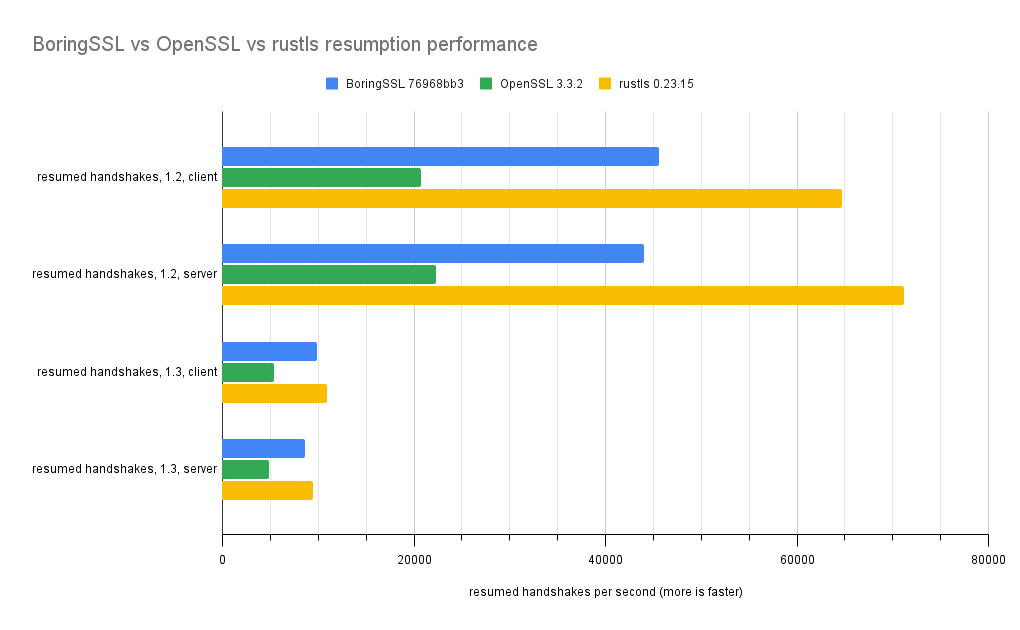 BoringSSL vs OpenSSL vs rustls resumption performance
BoringSSL 76968bb3 OpenSSL 3.3.2 rustls 0.23.15
resumed handshakes, 1.2, client
resumed handshakes, 1.2, server
resumed handshakes, 1.3, client
resumed handshakes, 1.3, server
0 20000 40000 60000 80000
resumed handshakes per second (more is faster)